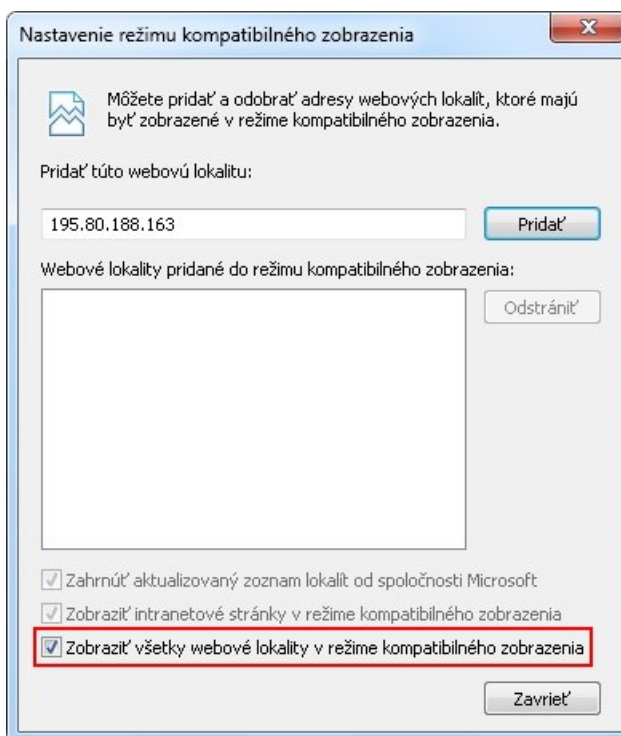 Nastavenie režimu kompatibilného zobrazenia
Môžete pridať a odobrať adresy webových lokalít, ktoré majú
byť zobrazené v režime kompatibilného zobrazenia.
Pridať túto webovú lokalitu:
195.80.188.163
Pridať
Webové lokality pridané do režimu kompatibilného zobrazenia:
Odstrániť
Zahrnúť aktualizovaný zoznam lokalít od spoločnosti Microsoft
Zobraziť intranetové stránky v režime kompatibilného zobrazenia
Zobraziť všetky webové lokality v režime kompatibilného zobrazenia
Zavrieť